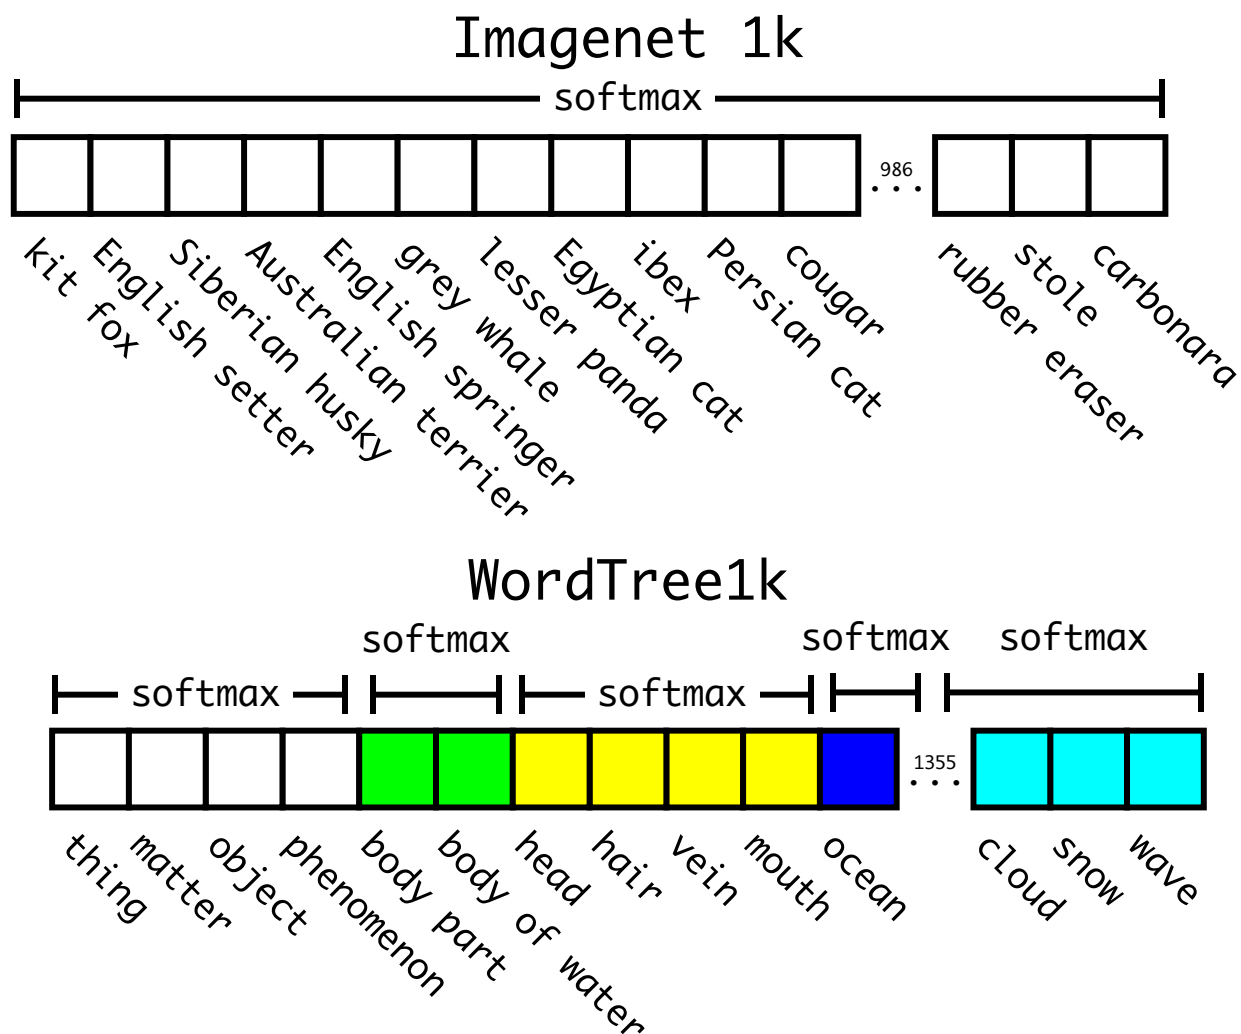 Imagenet 1k
softmax
986
...
kit fox
English setter
Siberian husky
Australian terrier
English springer
grey whale
lesser panda
Egyptian cat
ibex
Persian cat
cougar
rubber eraser
stole
carbonara
WordTree1k
softmax
softmax
softmax
softmax
softmax
1355
...
thing
matter
object
phenomenon
body part
body of water
head
hair
vein
mouth
ocean
cloud
snow
wave